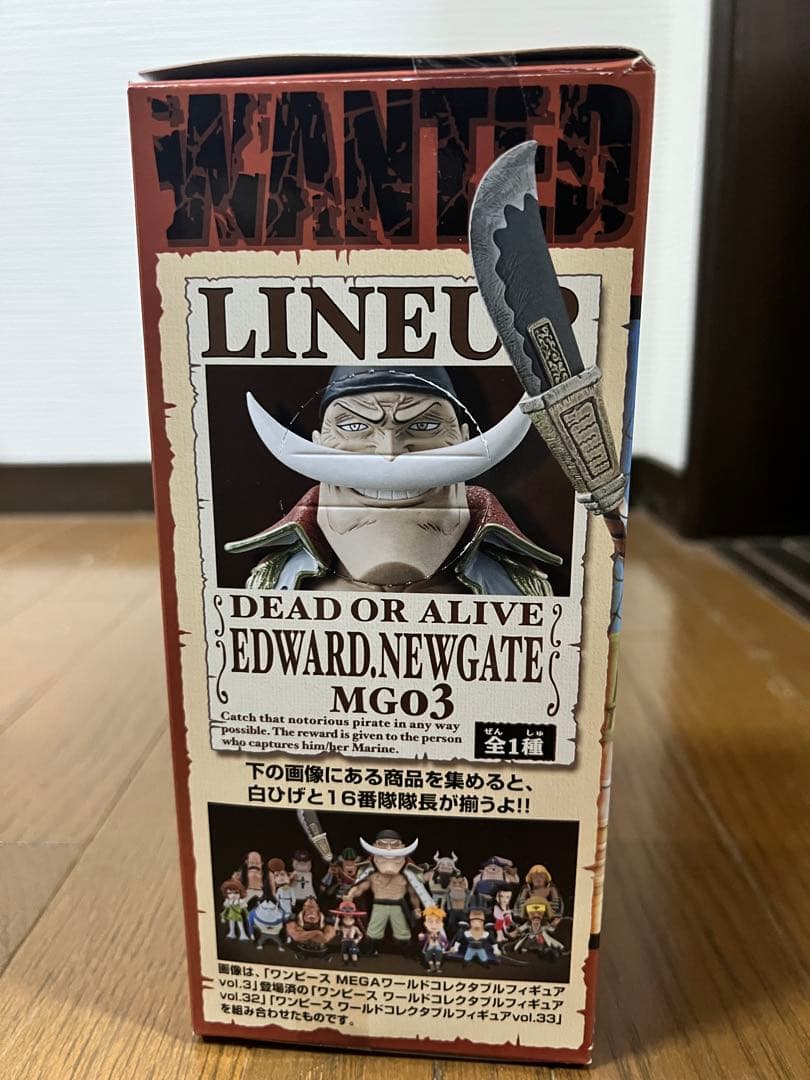 WANTED
LINEUP
DEAD OR ALIVE
EDWARD.NEWGATE
MG03
Catch that notorious pirate in any way
possible. The reward is given to the person
who captures him/her Marine.
ぜん しゅ
全1種
下の画像にある商品を集めると、
白ひげと16番隊隊長が揃うよ!!
画像は、「ワンピース MEGAワールドコレクタブルフィギュア
vol.3」登場済の「ワンピース ワールドコレクタブルフィギュア
vol.32」「ワンピース ワールドコレクタブルフィギュアvol.33」
を組み合わせたものです。